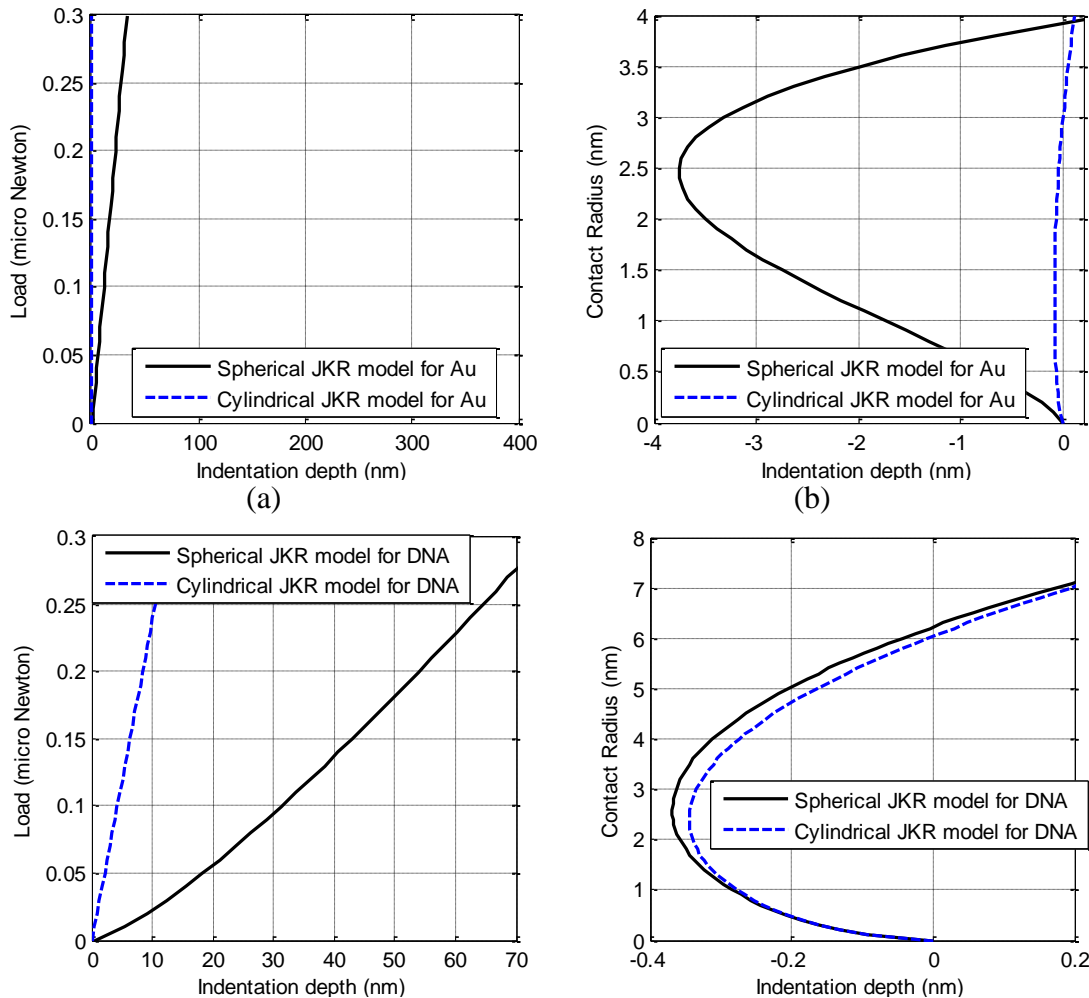 0.3
0.25
0.2
0.15
0.1
0.05
0
Load (micro Newton)
Spherical JKR model for Au
Cylindrical JKR model for Au
0 100 200 300 400
Indentation depth (nm)
(a)
4
3.5
3
2.5
2
1.5
1
0.5
0
Contact Radius (nm)
Spherical JKR model for Au
Cylindrical JKR model for Au
-4 -3 -2 -1 0
Indentation depth (nm)
(b)
0.3
0.25
0.2
0.15
0.1
0.05
0
Load (micro Newton)
Spherical JKR model for DNA
Cylindrical JKR model for DNA
0 10 20 30 40 50 60 70
Indentation depth (nm)
8
7
6
5
4
3
2
1
0
Contact Radius (nm)
Spherical JKR model for DNA
Cylindrical JKR model for DNA
-0.4 -0.2 0 0.2
Indentation depth (nm)